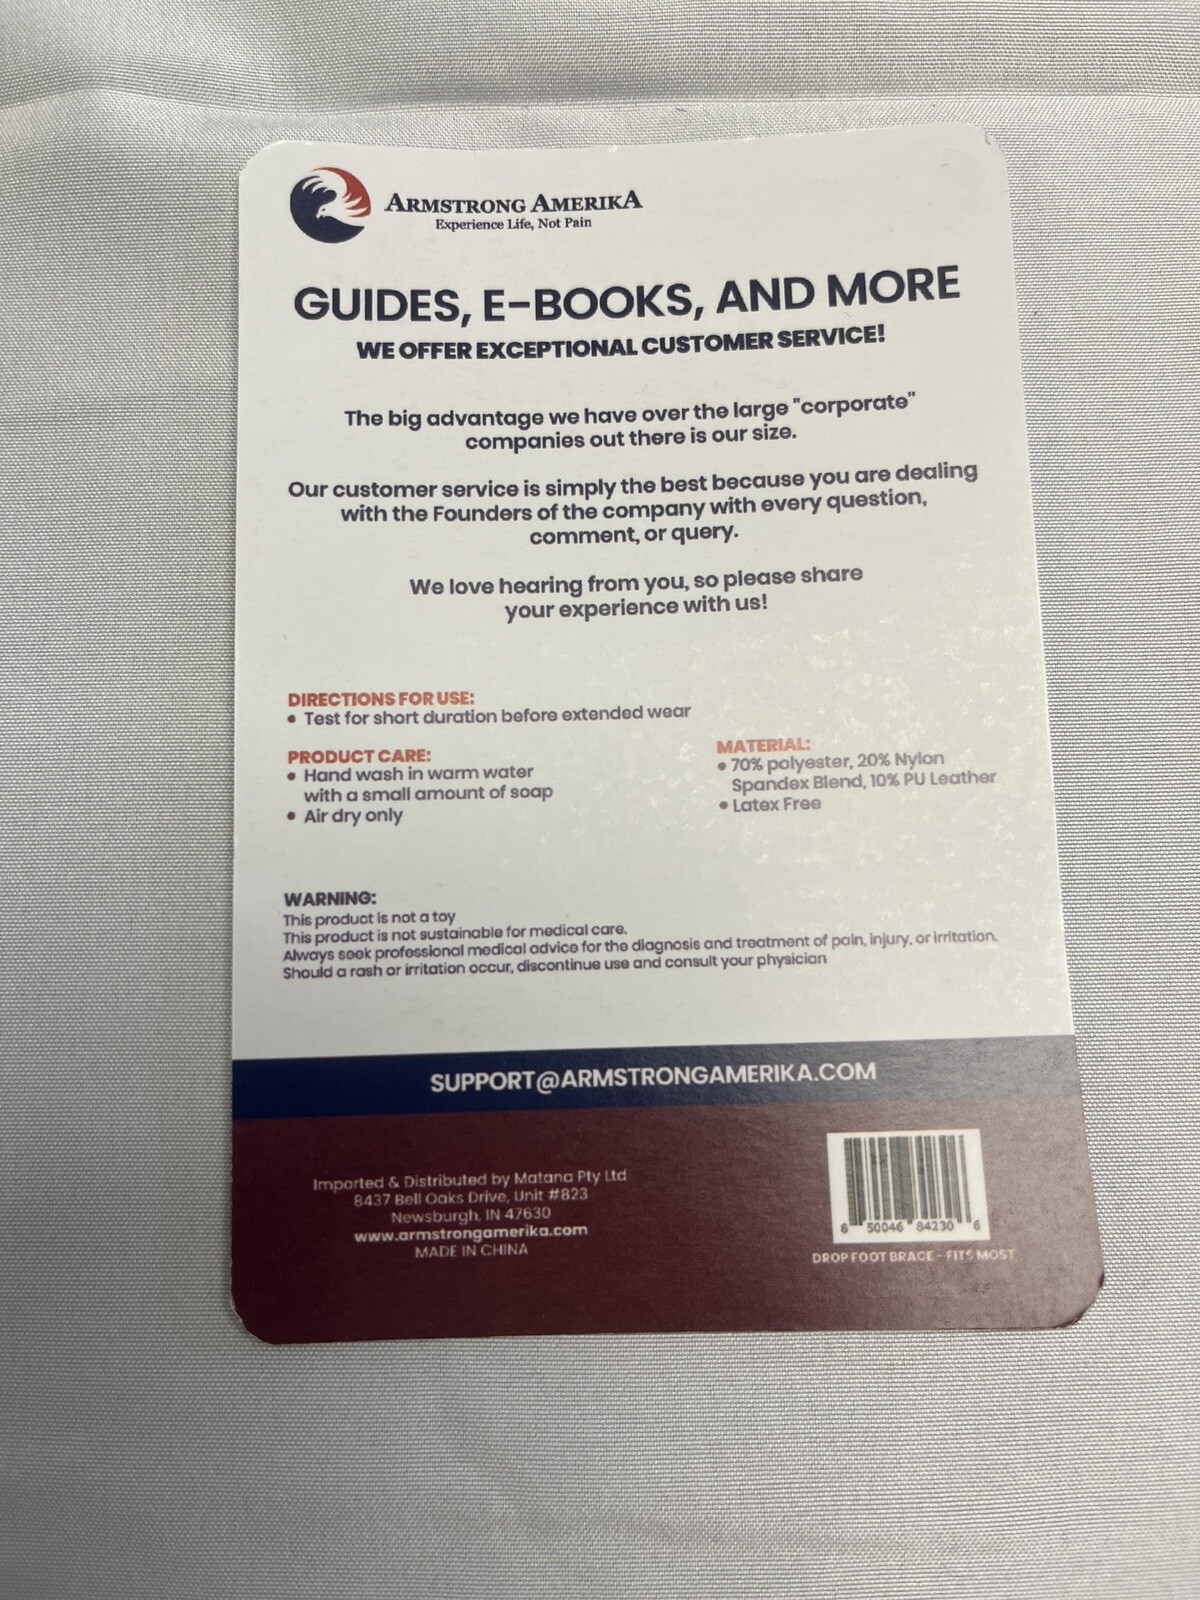 ARMSTRONG AMERIKA
Experience Life, Not Pain
GUIDES, E-BOOKS, AND MORE
WE OFFER EXCEPTIONAL CUSTOMER SERVICE!
The big advantage we have over the large "corporate"
companies out there is our size.
Our customer service is simply the best because you are dealing
with the Founders of the company with every question,
comment, or query.
We love hearing from you, so please share
your experience with us!
DIRECTIONS FOR USE:
• Test for short duration before extended wear
PRODUCT CARE:
• Hand wash in warm water
with a small amount of soap
• Air dry only
MATERIAL:
• 70% polyester, 20% Nylon
Spandex Blend, 10% PU Leather
• Latex Free
WARNING:
This product is not a toy
This product is not sustainable for medical care.
Always seek professional medical advice for the diagnosis and treatment of pain, injury, or irritation.
Should a rash or irritation occur, discontinue use and consult your physician
SUPPORT@ARMSTRONGAMERIKA.COM
Imported & Distributed by Matana Pty Ltd
8437 Bell Oaks Drive, Unit #823
Newsburgh, IN 47630
www.armstrongamerika.com
MADE IN CHINA
8 50046 84230 6
DROP FOOT BRACE - FITS MOST